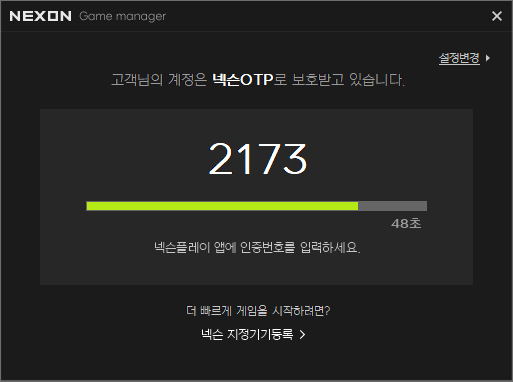 NEXON Game manager
설정변경
고객님의 계정은 넥슨OTP로 보호받고 있습니다.
2173
48초
넥슨플레이 앱에 인증번호를 입력하세요.
더 빠르게 게임을 시작하려면?
넥슨 지정기기등록